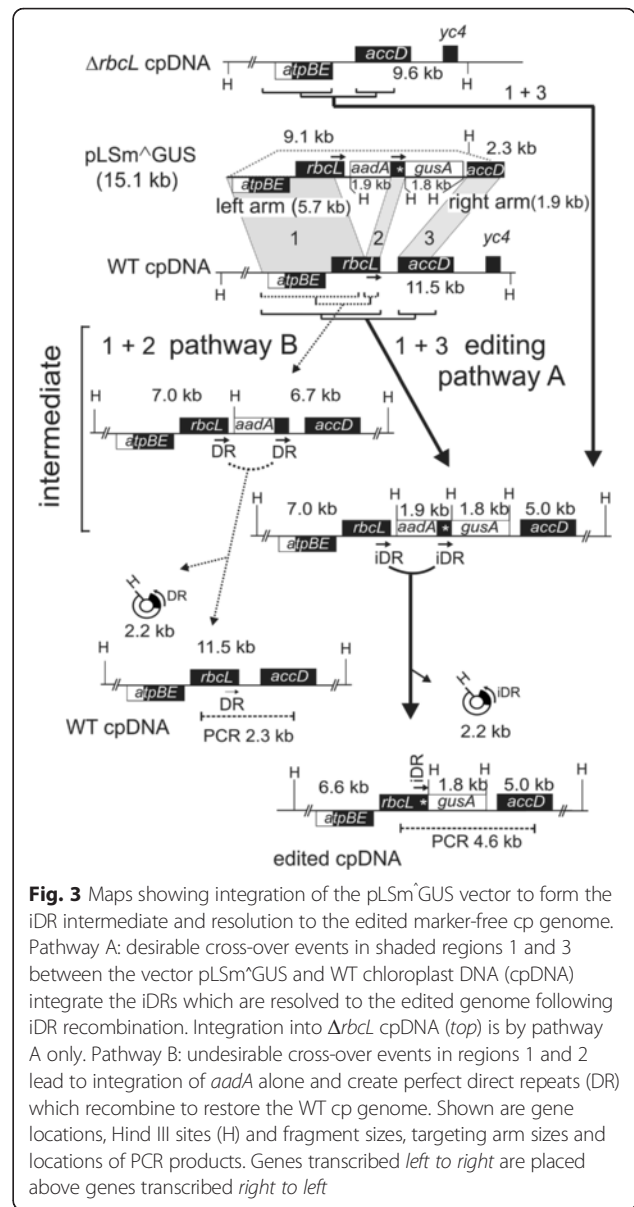 yc4
ΔrbcL cpDNA
atpBE
accD
H
9.6 kb
H
1 + 3
9.1 kb
H
2.3 kb
pLSm^GUS
(15.1 kb)
rbcL
aadA
*
gusA
accD
atpBE
1.9 kb
1.8 kb
H
H
H
left arm (5.7 kb)
right arm(1.9 kb)
1
2
3
yc4
WT cpDNA
rbcL
accD
H
atpBE
11.5 kb
H
1 + 2 pathway B
1 + 3 editing
pathway A
intermediate
7.0 kb
6.7 kb
H
H
H
rbcL
aadA
accD
atpBE
DR
DR
H
H
H
H
7.0 kb
1.9 kb
1.8 kb
5.0 kb
rbcL
aadA
*
gusA
accD
atpBE
iDR
iDR
H
DR
2.2 kb
11.5 kb
H
H
rbcL
accD
atpBE
DR
WT cpDNA
PCR 2.3 kb
H
iDR
2.2 kb
iDR
H
H
H
H
6.6 kb
1.8 kb
5.0 kb
rbcL
*
gusA
accD
atpBE
PCR 4.6 kb
edited cpDNA
Fig. 3 Maps showing integration of the pLSm^GUS vector to form the
iDR intermediate and resolution to the edited marker-free cp genome.
Pathway A: desirable cross-over events in shaded regions 1 and 3
between the vector pLSm^GUS and WT chloroplast DNA (cpDNA)
integrate the iDRs which are resolved to the edited genome following
iDR recombination. Integration into ΔrbcL cpDNA (top) is by pathway
A only. Pathway B: undesirable cross-over events in regions 1 and 2
lead to integration of aadA alone and create perfect direct repeats (DR)
which recombine to restore the WT cp genome. Shown are gene
locations, Hind III sites (H) and fragment sizes, targeting arm sizes and
locations of PCR products. Genes transcribed left to right are placed
above genes transcribed right to left